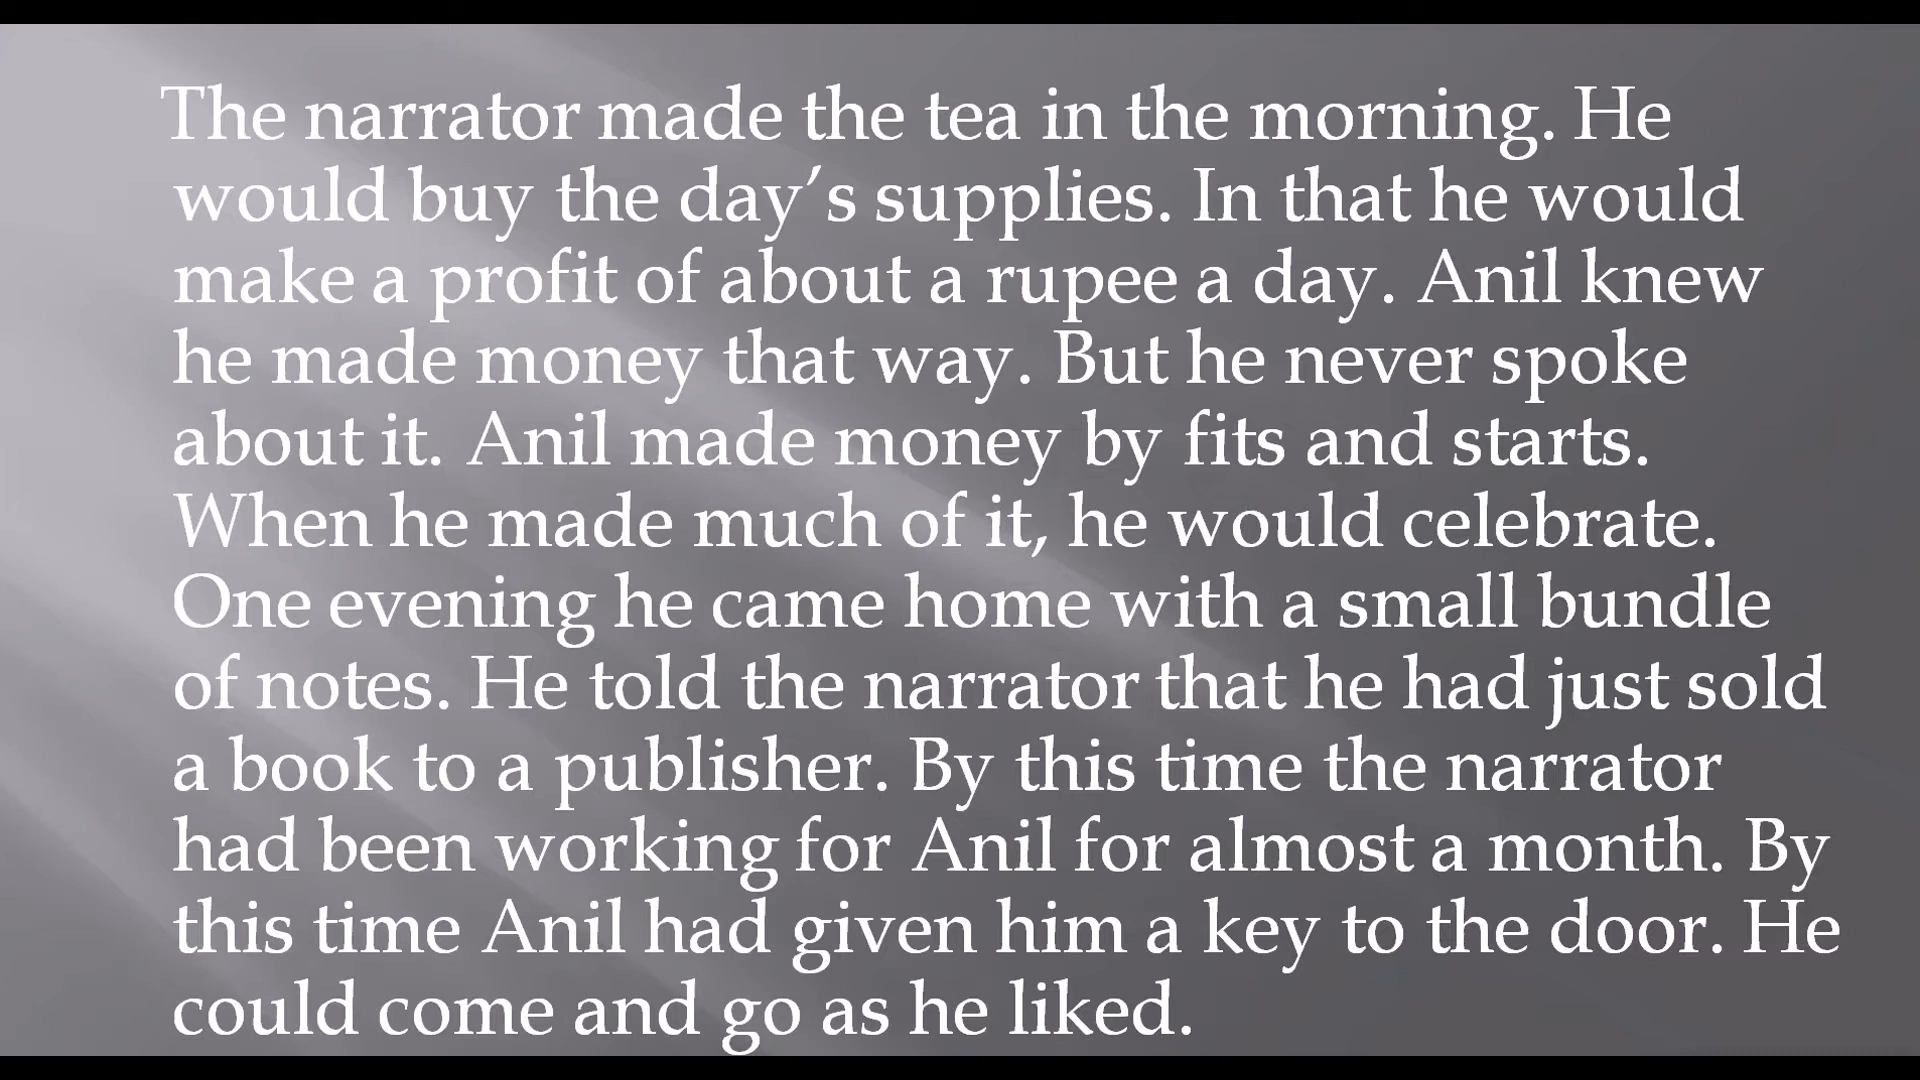 The narrator made the tea in the morning. He
would buy the day’s supplies. In that he would
make a profit of about a rupee a day. Anil knew
he made money that way. But he never spoke
about it. Anil made money by fits and starts.
When he made much of it, he would celebrate.
One evening he came home with a small bundle
of notes. He told the narrator that he had just sold
a book to a publisher. By this time the narrator
had been working for Anil for almost a month. By
this time Anil had given him a key to the door. He
could come and go as he liked.